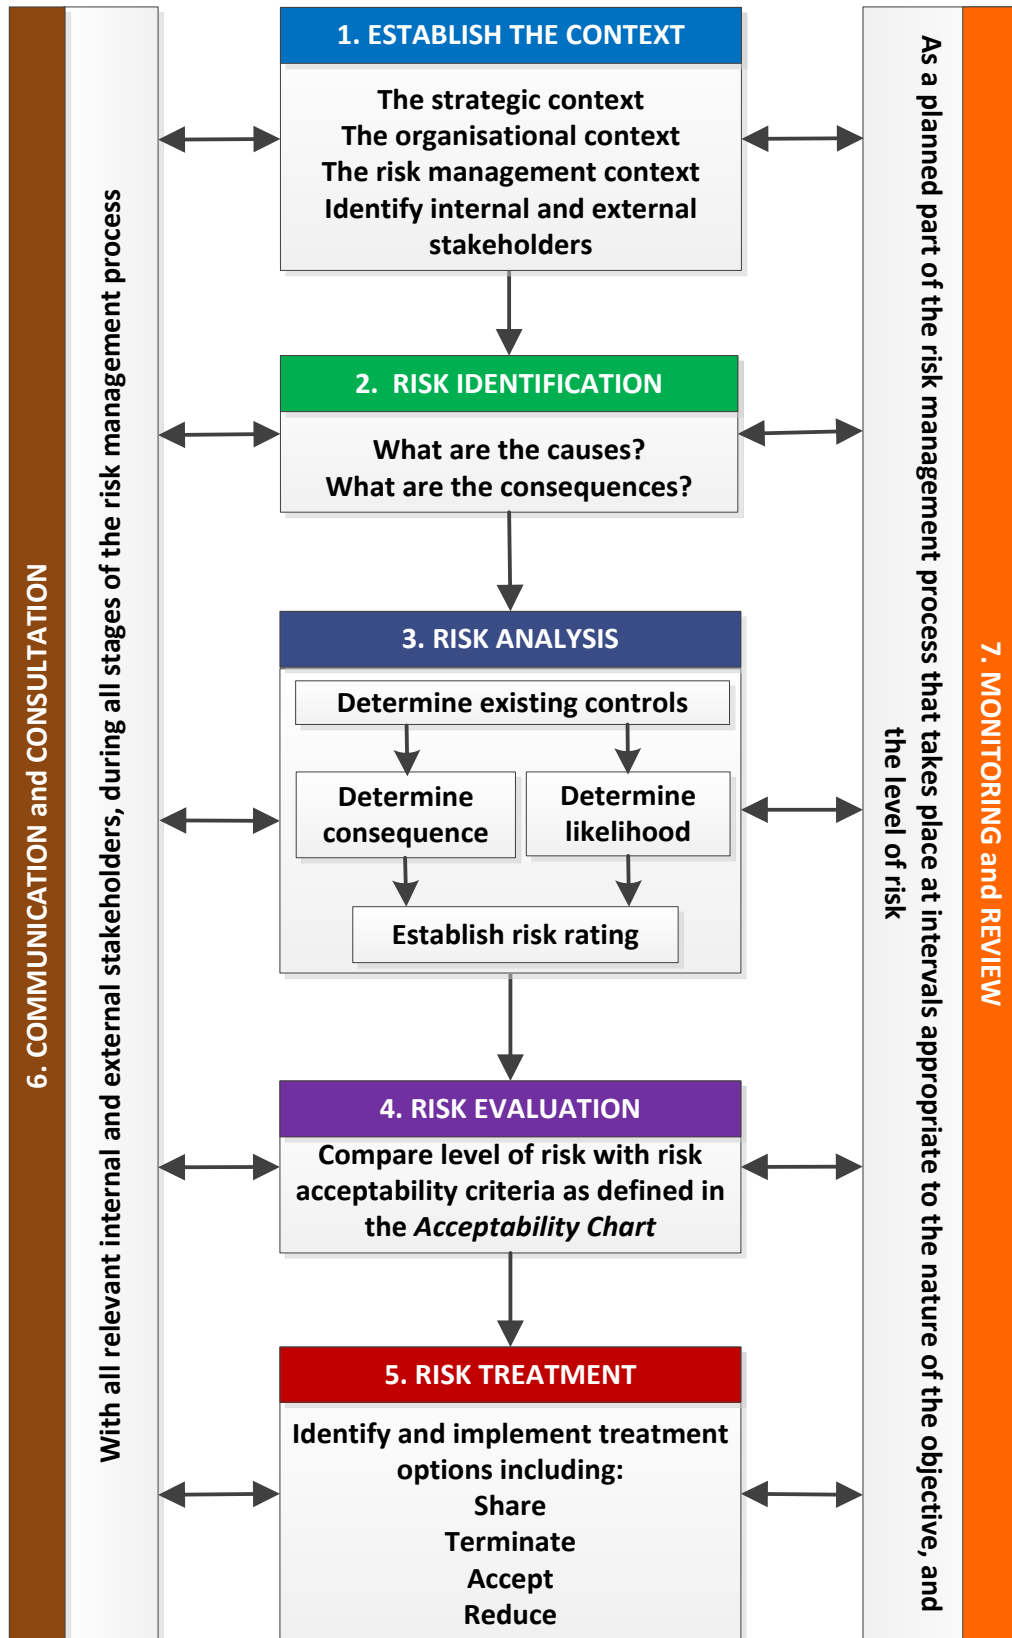 6. COMMUNICATION and CONSULTATION
With all relevant internal and external stakeholders, during all stages of the risk management process
1. ESTABLISH THE CONTEXT
The strategic context
The organisational context
The risk management context
Identify internal and external
stakeholders
2. RISK IDENTIFICATION
What are the causes?
What are the consequences?
3. RISK ANALYSIS
Determine existing controls
Determine
consequence
Determine
likelihood
Establish risk rating
4. RISK EVALUATION
Compare level of risk with risk
acceptability criteria as defined in
the Acceptability Chart
5. RISK TREATMENT
Identify and implement treatment
options including:
Share
Terminate
Accept
Reduce
As a planned part of the risk management process that takes place at intervals appropriate to the nature of the objective, and
the level of risk
7. MONITORING and REVIEW